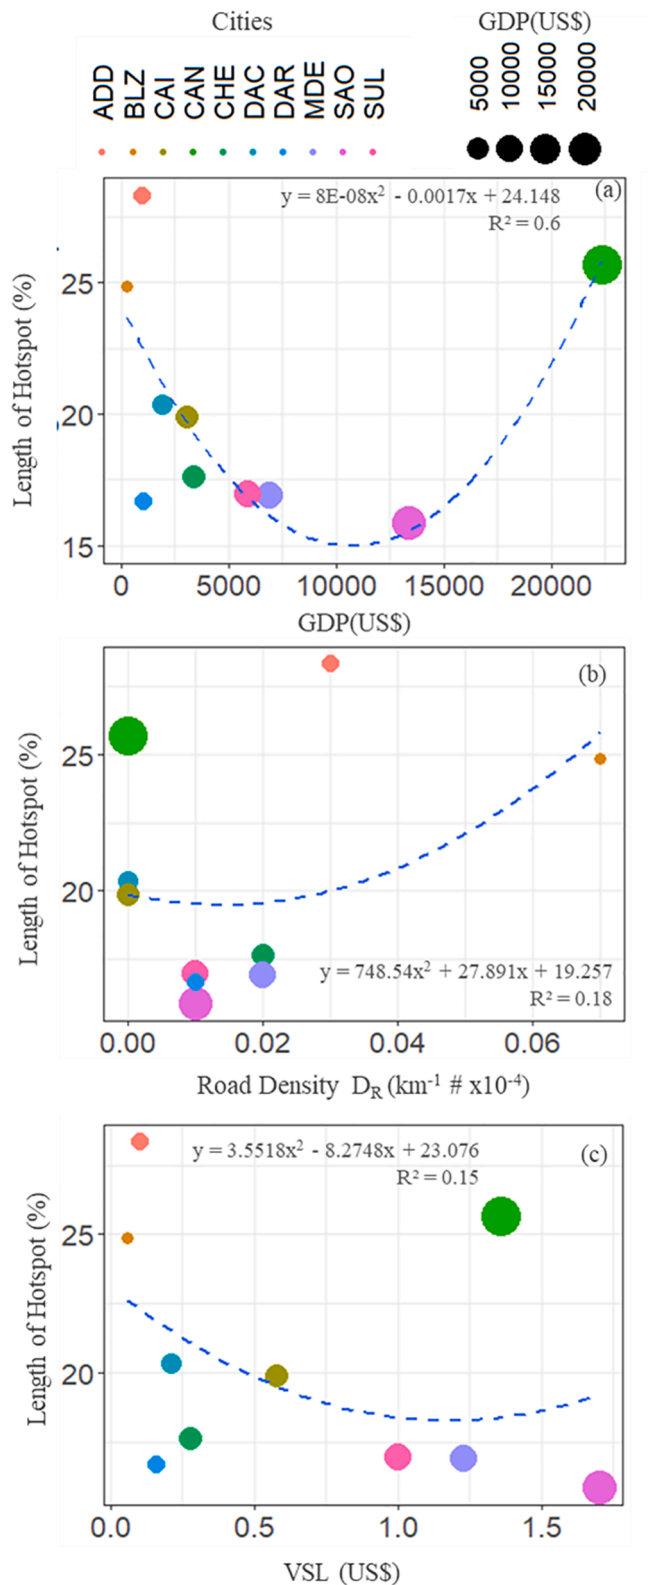 Cities GDP(US$)
ADD BLZ CAI CAN CHE DAC DAR MDE SAO SUL 5000 10000 15000 20000
y = 8E-08x² - 0.0017x + 24.148 (a)
R² = 0.6
Length of Hotspot (%)
25
20
15
0 5000 10000 15000 20000
GDP(US$)
(b)
Length of Hotspot (%)
25
20
y = 748.54x² + 27.891x + 19.257
R² = 0.18
0.00 0.02 0.04 0.06
Road Density D_R (km⁻¹ # x10⁻⁴)
y = 3.5518x² - 8.2748x + 23.076 (c)
R² = 0.15
Length of Hotspot (%)
25
20
0.0 0.5 1.0 1.5
VSL (US$)